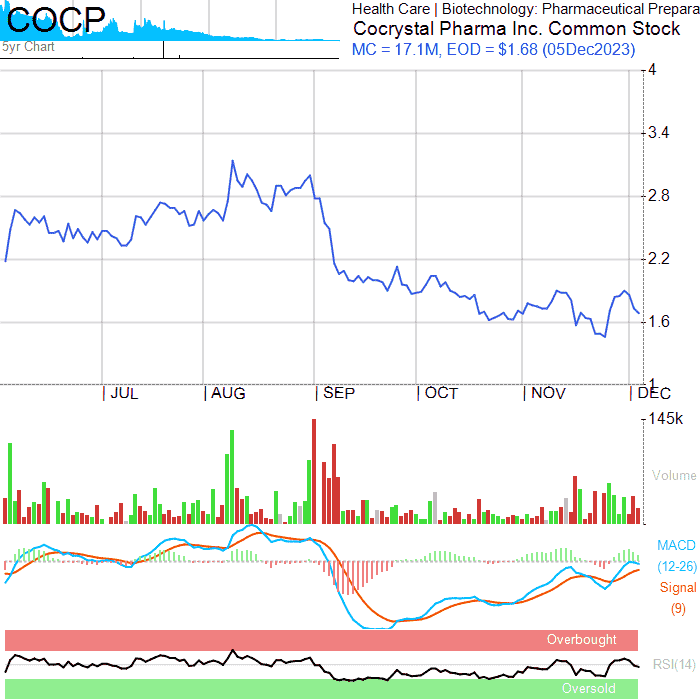 COCP
5yr Chart
Health Care | Biotechnology: Pharmaceutical Prepara
Cocrystal Pharma Inc. Common Stock
MC = 17.1M, EOD = $1.68 (05Dec2023)
4
3.4
2.8
2.2
1.6
1
JUL
AUG
SEP
OCT
NOV
DEC
145k
Volume
MACD
(12-26)
Signal
(9)
Overbought
RSI(14)
Oversold